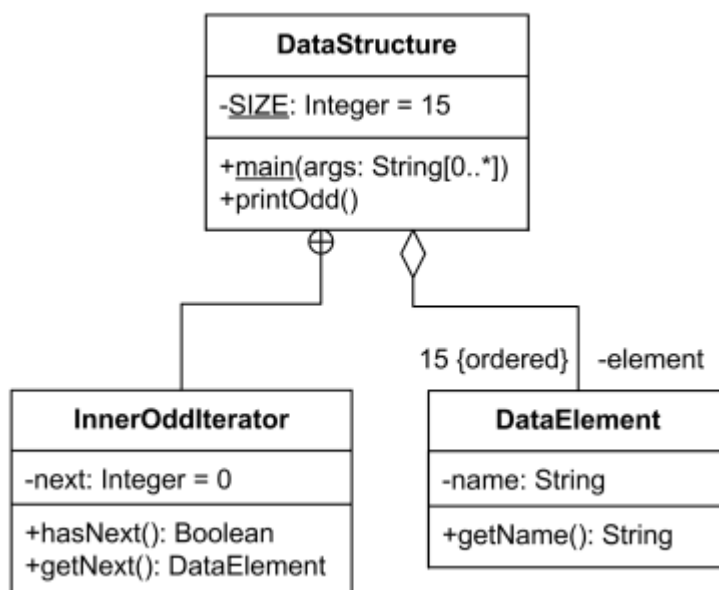 DataStructure
-SIZE: Integer = 15
+main(args: String[0..*])
+printOdd()
15 {ordered} -element
InnerOddIterator
-next: Integer = 0
+hasNext(): Boolean
+getNext(): DataElement
DataElement
-name: String
+getName(): String